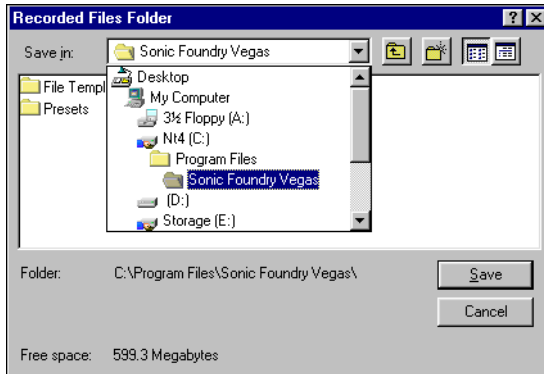 Recorded Files Folder
Save in: Sonic Foundry Vegas
Desktop
File Templ
My Computer
Presets
3½ Floppy (A:)
Nt4 (C:)
Program Files
Sonic Foundry Vegas
(D:)
Storage (E:)
Folder: C:\Program Files\Sonic Foundry Vegas\
Save
Cancel
Free space: 599.3 Megabytes